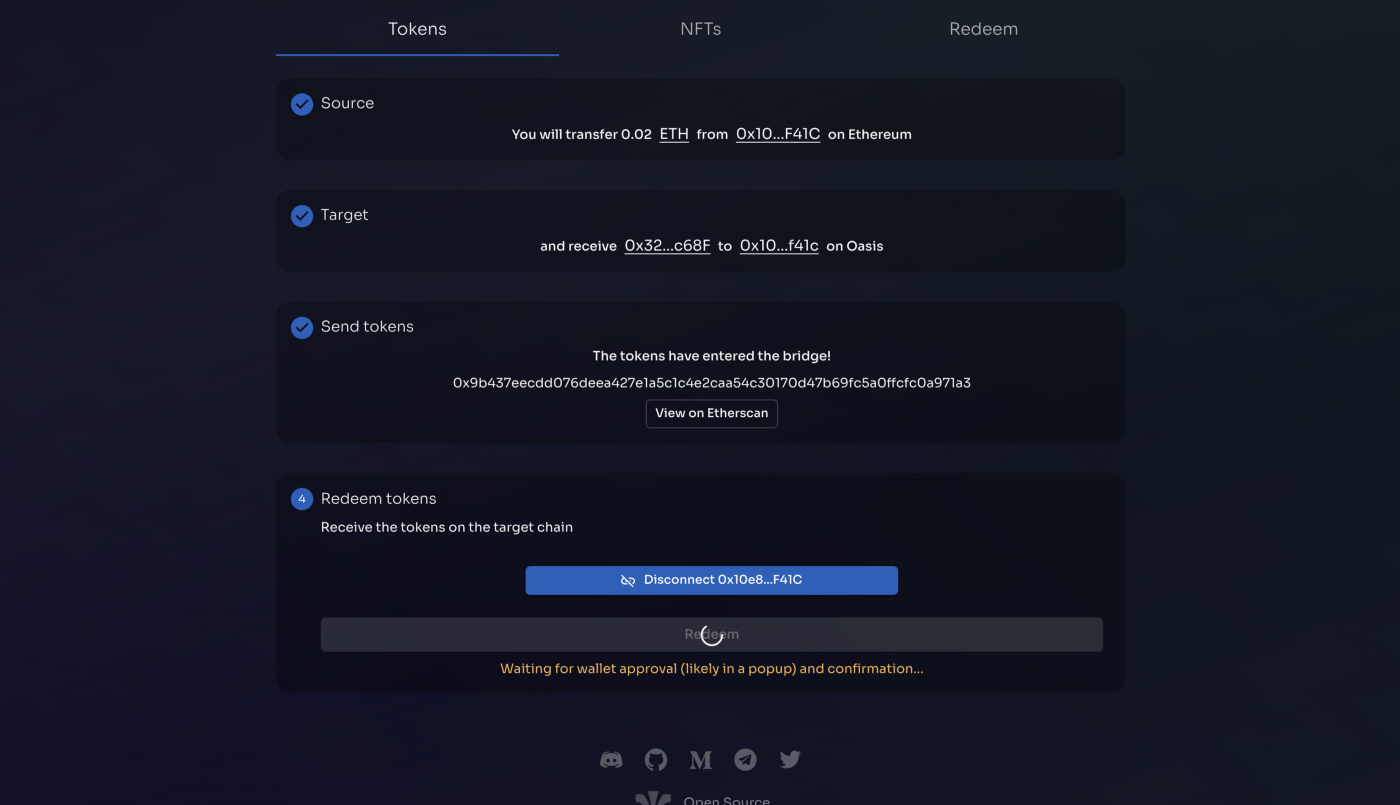 Tokens NFTs Redeem
Source
You will transfer 0.02 ETH from 0x10...F41C on Ethereum
Target
and receive 0x32...c68F to 0x10...f41c on Oasis
Send tokens
The tokens have entered the bridge!
0x9b437eecdd076deea427e1a5c1c4e2caa54c30170d47b69fc5a0ffcfc0a971a3
View on Etherscan
4 Redeem tokens
Receive the tokens on the target chain
Disconnect 0x10e8...F41C
Redeem
Waiting for wallet approval (likely in a popup) and confirmation...
Open Source